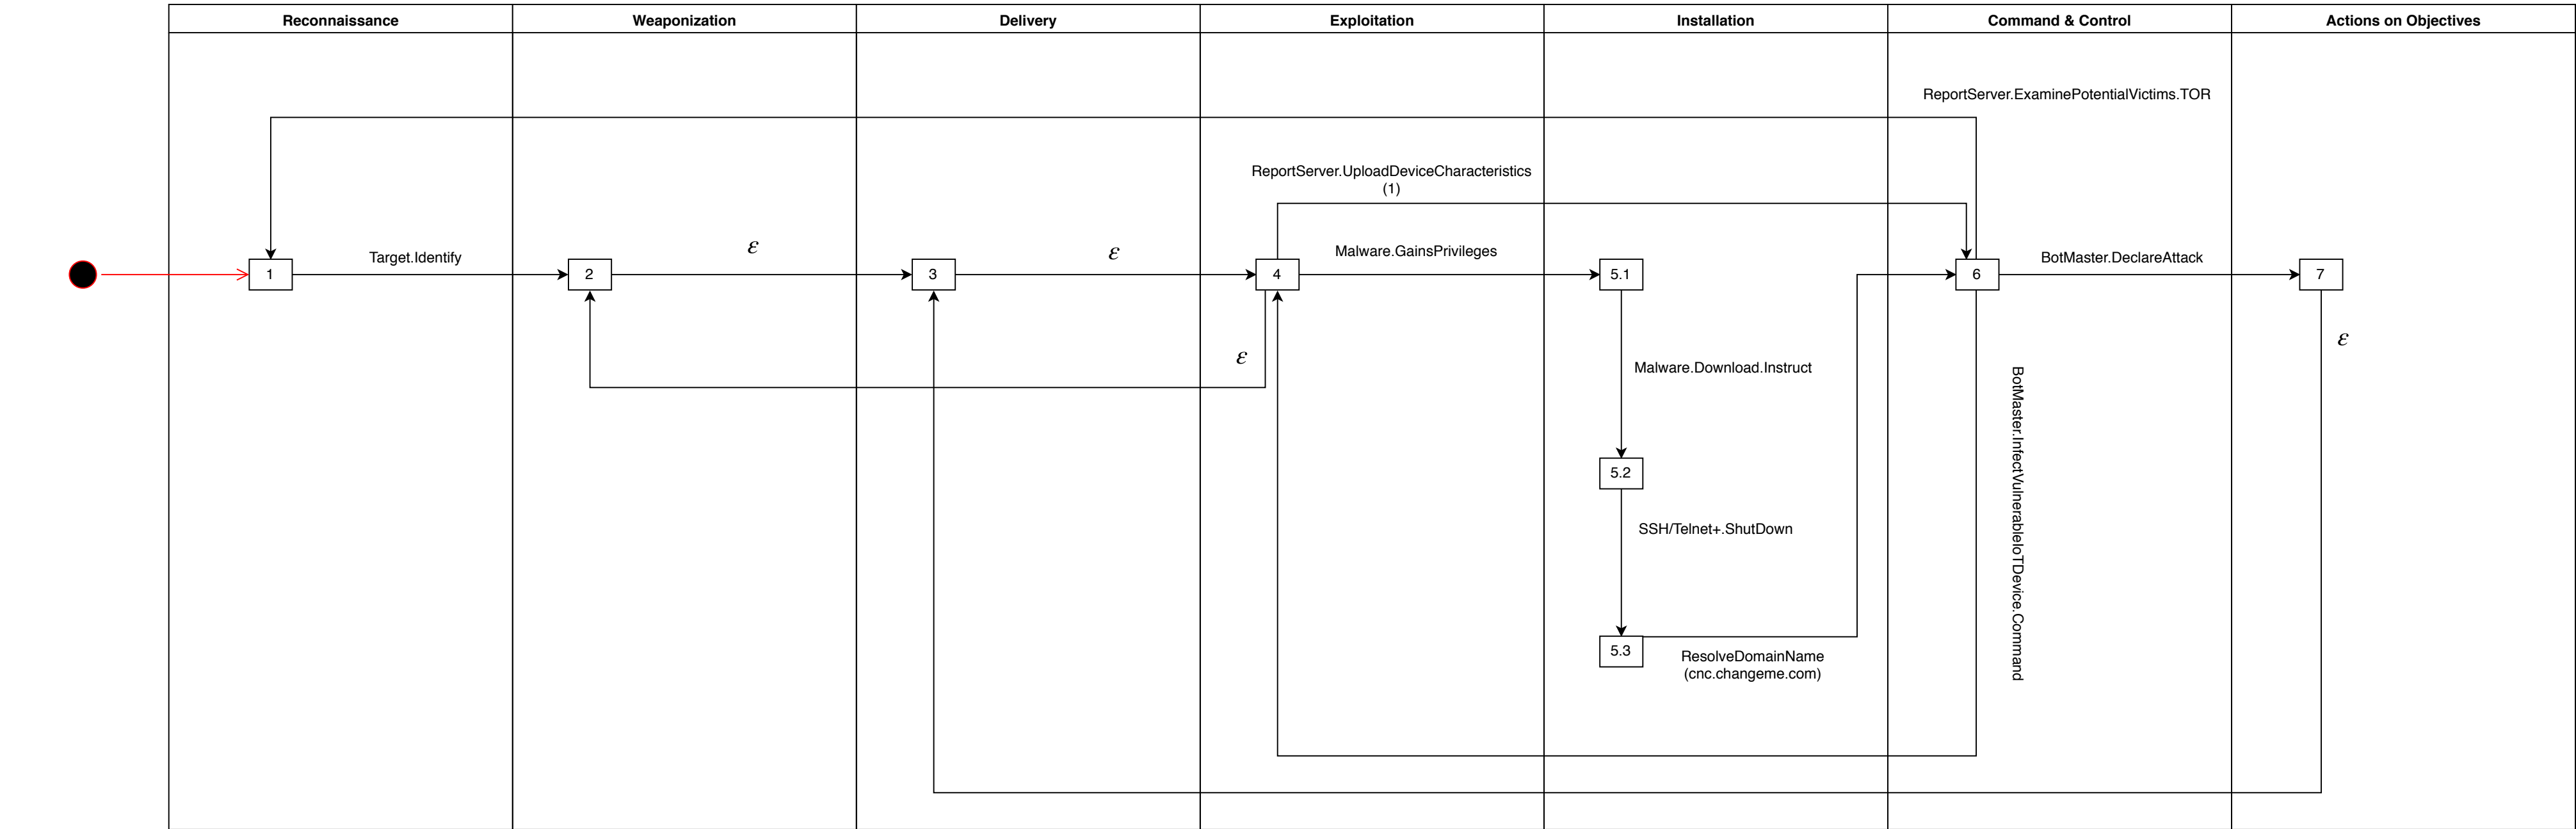 Reconnaissance
Weaponization
Delivery
Exploitation
Installation
Command & Control
Actions on Objectives
ReportServer.ExaminePotentialVictims.TOR
ReportServer.UploadDeviceCharacteristics
(1)
Target.Identify
ε
ε
Malware.GainsPrivileges
BotMaster.DeclareAttack
1
2
3
4
5.1
6
7
ε
ε
Malware.Download.Instruct
BotMaster.InfectVulnerableIoTDevice.Command
5.2
SSH/Telnet+.ShutDown
5.3
ResolveDomainName
(cnc.changeme.com)